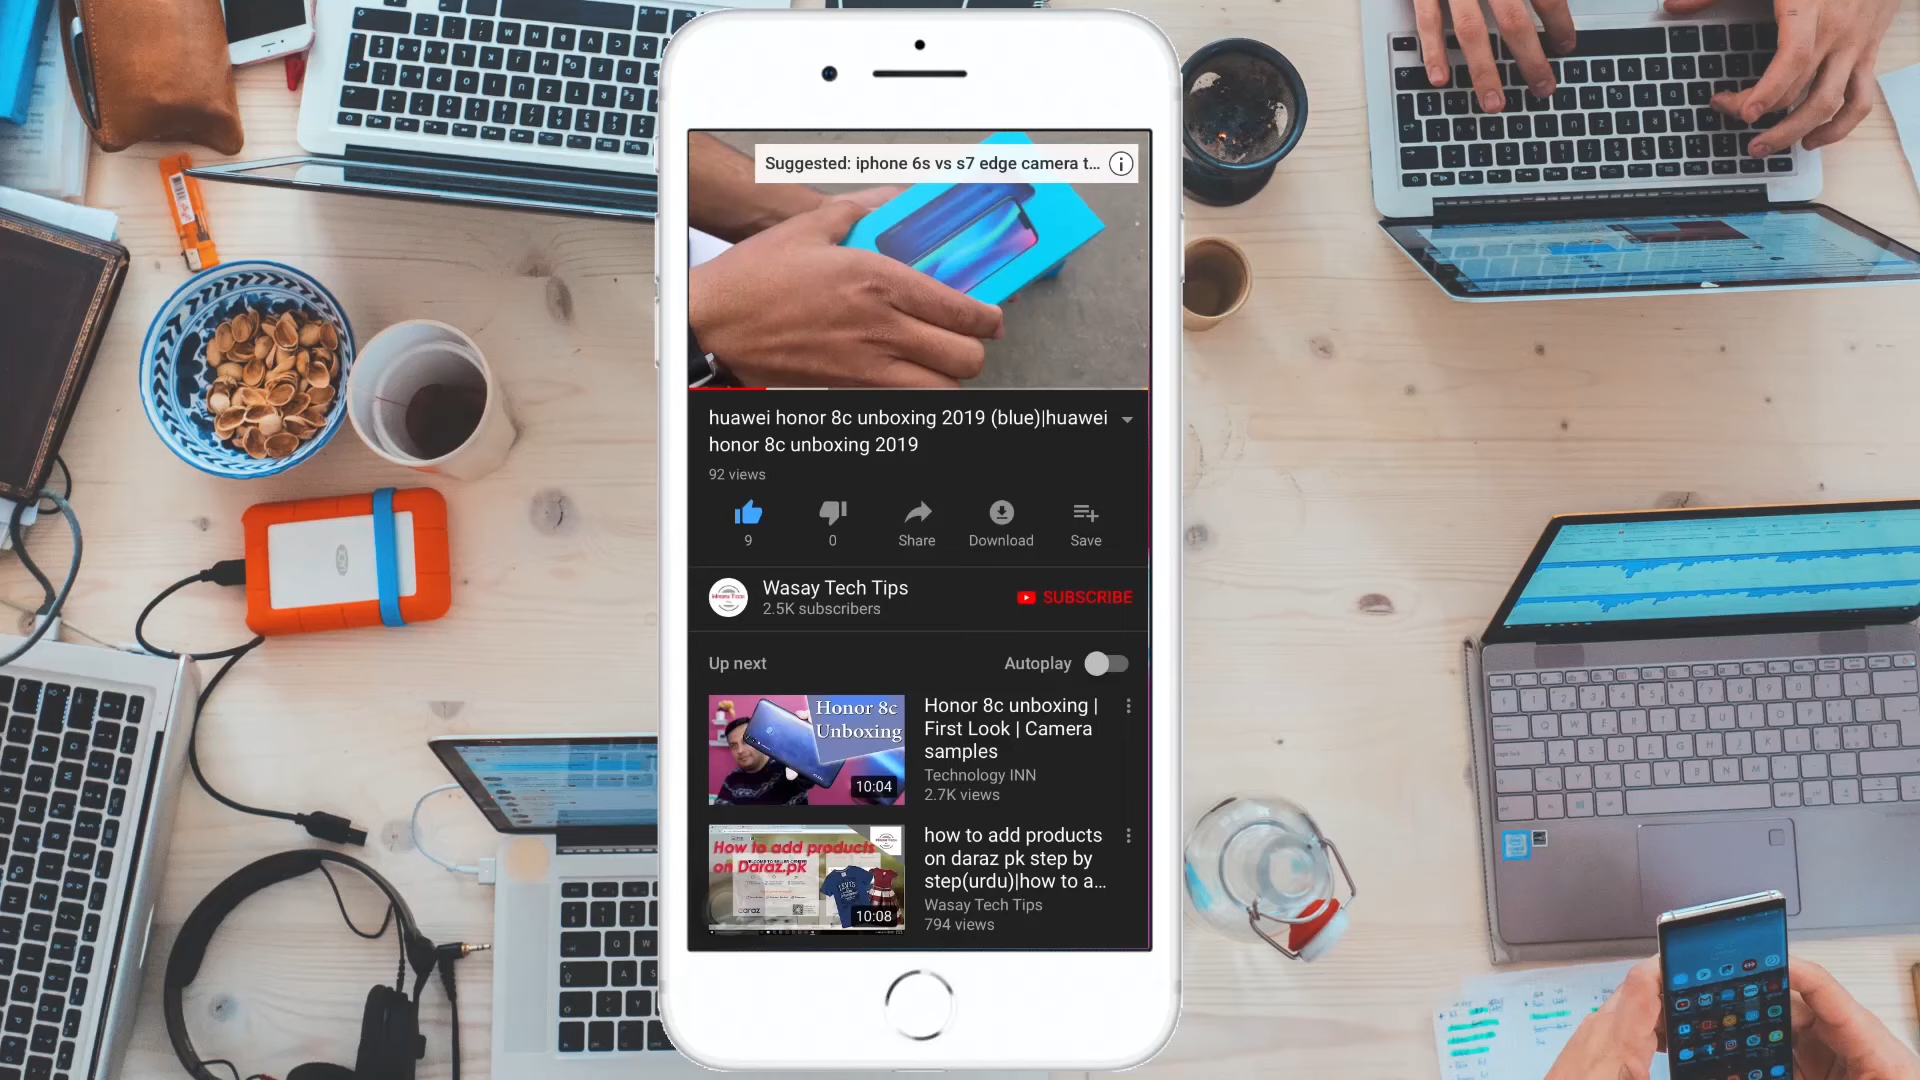 Suggested: iphone 6s vs s7 edge camera t...
huawei honor 8c unboxing 2019 (blue)|huawei
honor 8c unboxing 2019
92 views
9
0
Share
Download
Save
Wasay Tech Tips
2.5K subscribers
SUBSCRIBE
Up next
Autoplay
Honor 8c
Unboxing
10:04
Honor 8c unboxing |
First Look | Camera
samples
Technology INN
2.7K views
How to add products
on Daraz.pk
daraz
10:08
how to add products
on daraz pk step by
step(urdu)|how to a...
Wasay Tech Tips
794 views